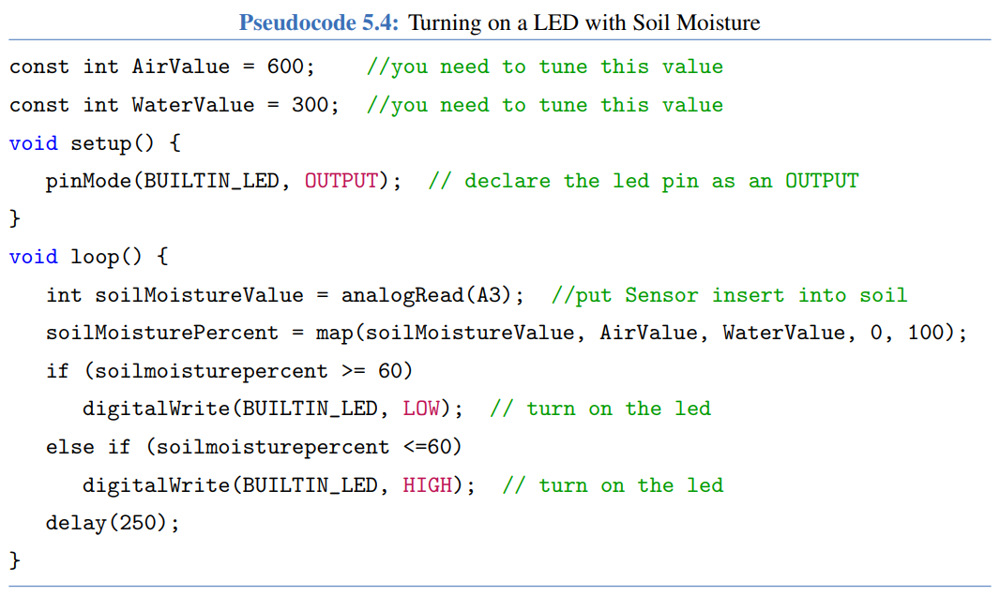 Pseudocode 5.4: Turning on a LED with Soil Moisture
const int AirValue = 600;    //you need to tune this value
const int WaterValue = 300;  //you need to tune this value
void setup() {
   pinMode(BUILTIN_LED, OUTPUT);  // declare the led pin as an OUTPUT
}
void loop() {
   int soilMoistureValue = analogRead(A3);  //put Sensor insert into soil
   soilMoisturePercent = map(soilMoistureValue, AirValue, WaterValue, 0, 100);
   if (soilmoisturepercent >= 60)
      digitalWrite(BUILTIN_LED, LOW);  // turn on the led
   else if (soilmoisturepercent <=60)
      digitalWrite(BUILTIN_LED, HIGH);  // turn on the led
   delay(250);
}